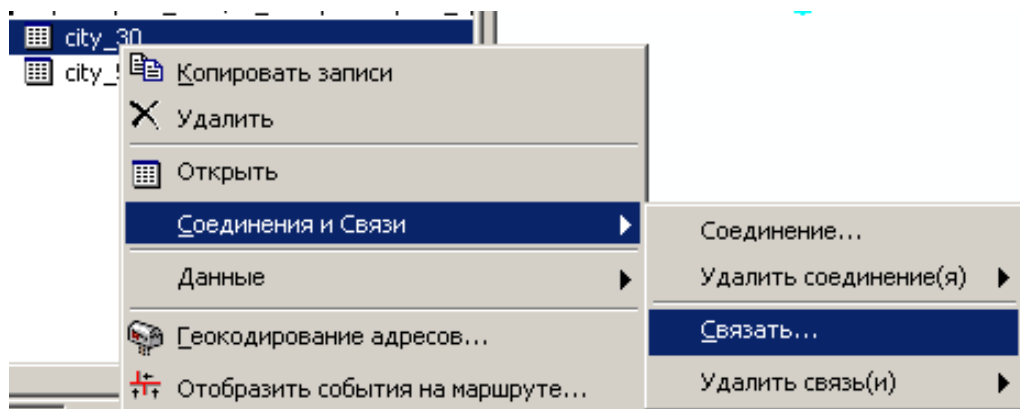 city_30
city_
Копировать записи
Удалить
Открыть
Соединения и Связи
Данные
Геокодирование адресов...
Отобразить события на маршруте...
Соединение...
Удалить соединение(я)
Связать...
Удалить связь(и)